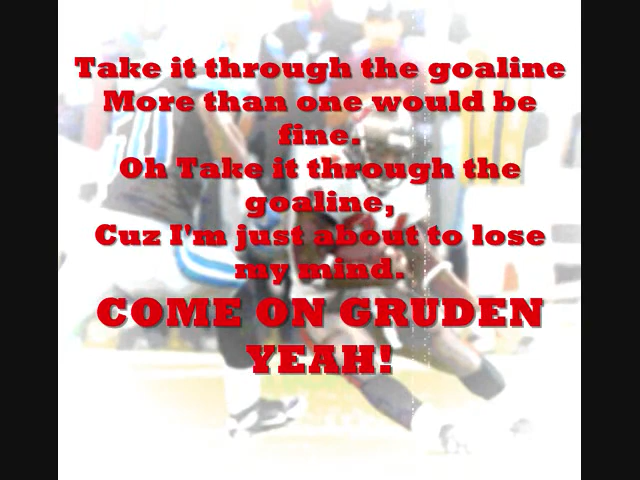 Take it through the goaline
More than one would be
fine.
Oh Take it through the
goaline,
Cuz I'm just about to lose
my mind.
COME ON GRUDEN
YEAH!